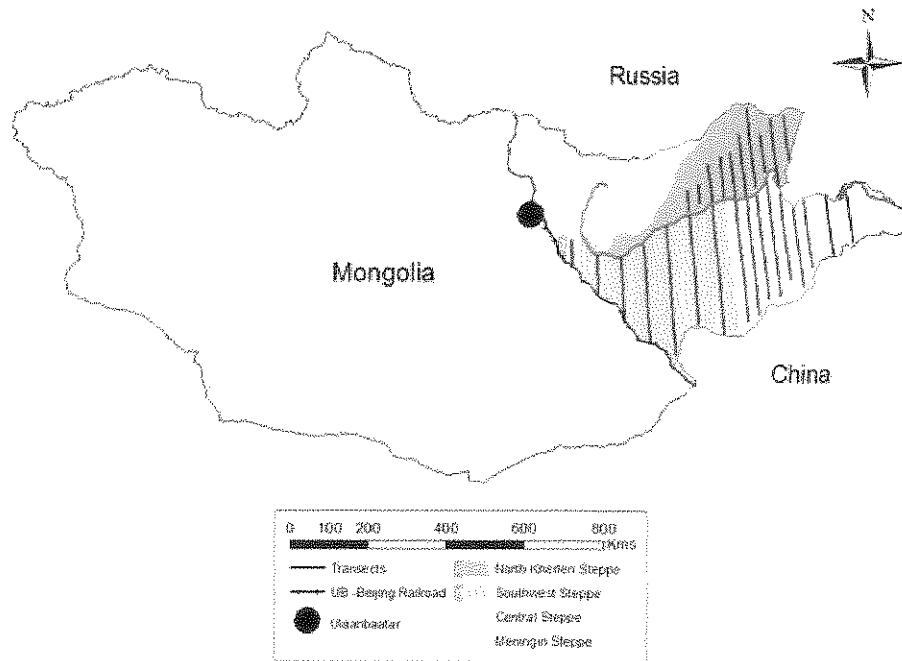 N
Russia
Mongolia
China
0 100 200 400 600 800
Kms
Transects
UB -Beijing Railroad
Ulaanbaatar
North Kherlen Steppe
Southwest Steppe
Central Steppe
Menengin Steppe